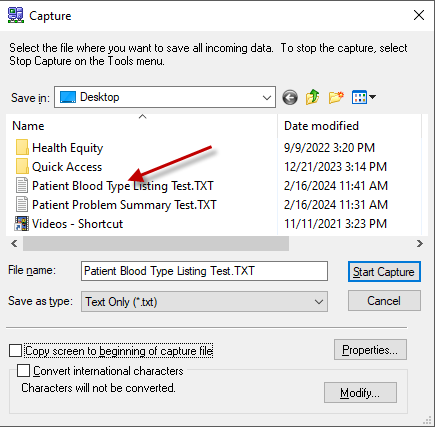 Capture
Select the file where you want to save all incoming data. To stop the capture, select
Stop Capture on the Tools menu.
Save in: Desktop
Name Date modified
Health Equity 9/9/2022 3:20 PM
Quick Access 12/21/2023 3:14 PM
Patient Blood Type Listing Test.TXT 2/16/2024 11:41 AM
Patient Problem Summary Test.TXT 2/16/2024 11:31 AM
Videos - Shortcut 11/11/2021 3:23 PM
File name: Patient Blood Type Listing Test.TXT Start Capture
Save as type: Text Only (*.txt) Cancel
Copy screen to beginning of capture file Properties...
Convert international characters
Characters will not be converted. Modify...